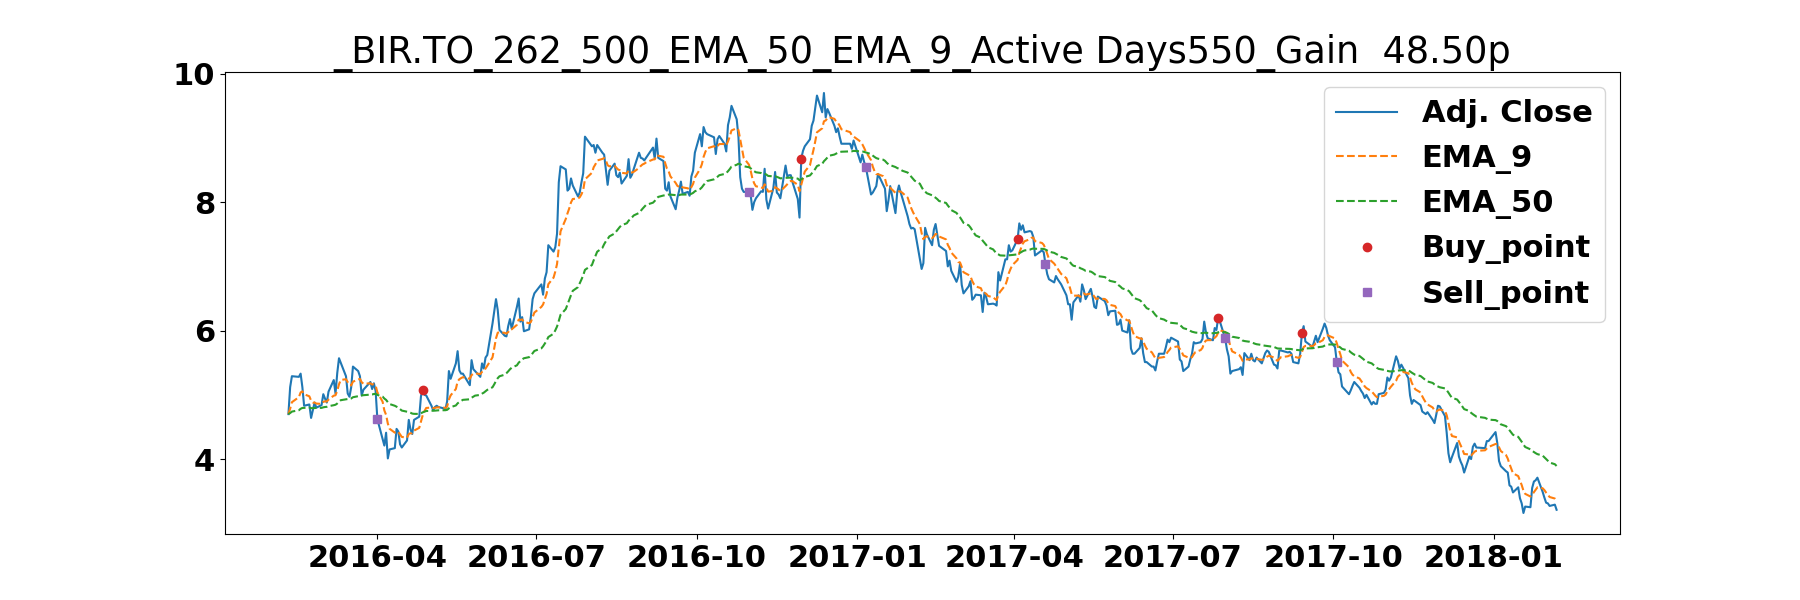 _BIR.TO_262_500_EMA_50_EMA_9_Active Days550_Gain  48.50p
10
8
6
4
Adj. Close
EMA_9
EMA_50
Buy_point
Sell_point
2016-04 2016-07 2016-10 2017-01 2017-04 2017-07 2017-10 2018-01